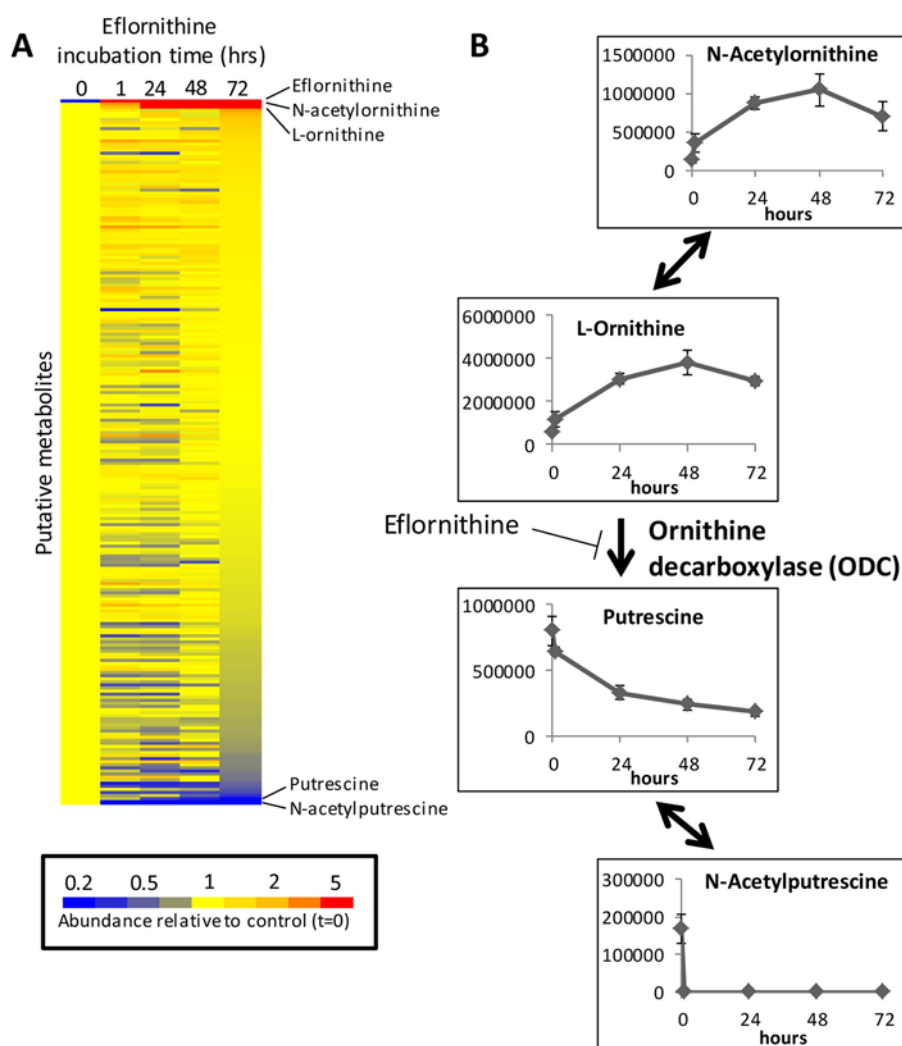 A
Eflornithine
incubation time (hrs)
0 1 24 48 72
Eflornithine
N-acetylornithine
L-ornithine
Putative metabolites
Putrescine
N-acetylputrescine
0.2 0.5 1 2 5
Abundance relative to control (t=0)
B
N-Acetylornithine
1500000
1000000
500000
0
0 24 48 72
hours
L-Ornithine
6000000
4000000
2000000
0
0 24 48 72
hours
Eflornithine
Ornithine
decarboxylase (ODC)
Putrescine
1000000
500000
0
0 24 48 72
hours
N-Acetylputrescine
300000
200000
100000
0
0 24 48 72
hours